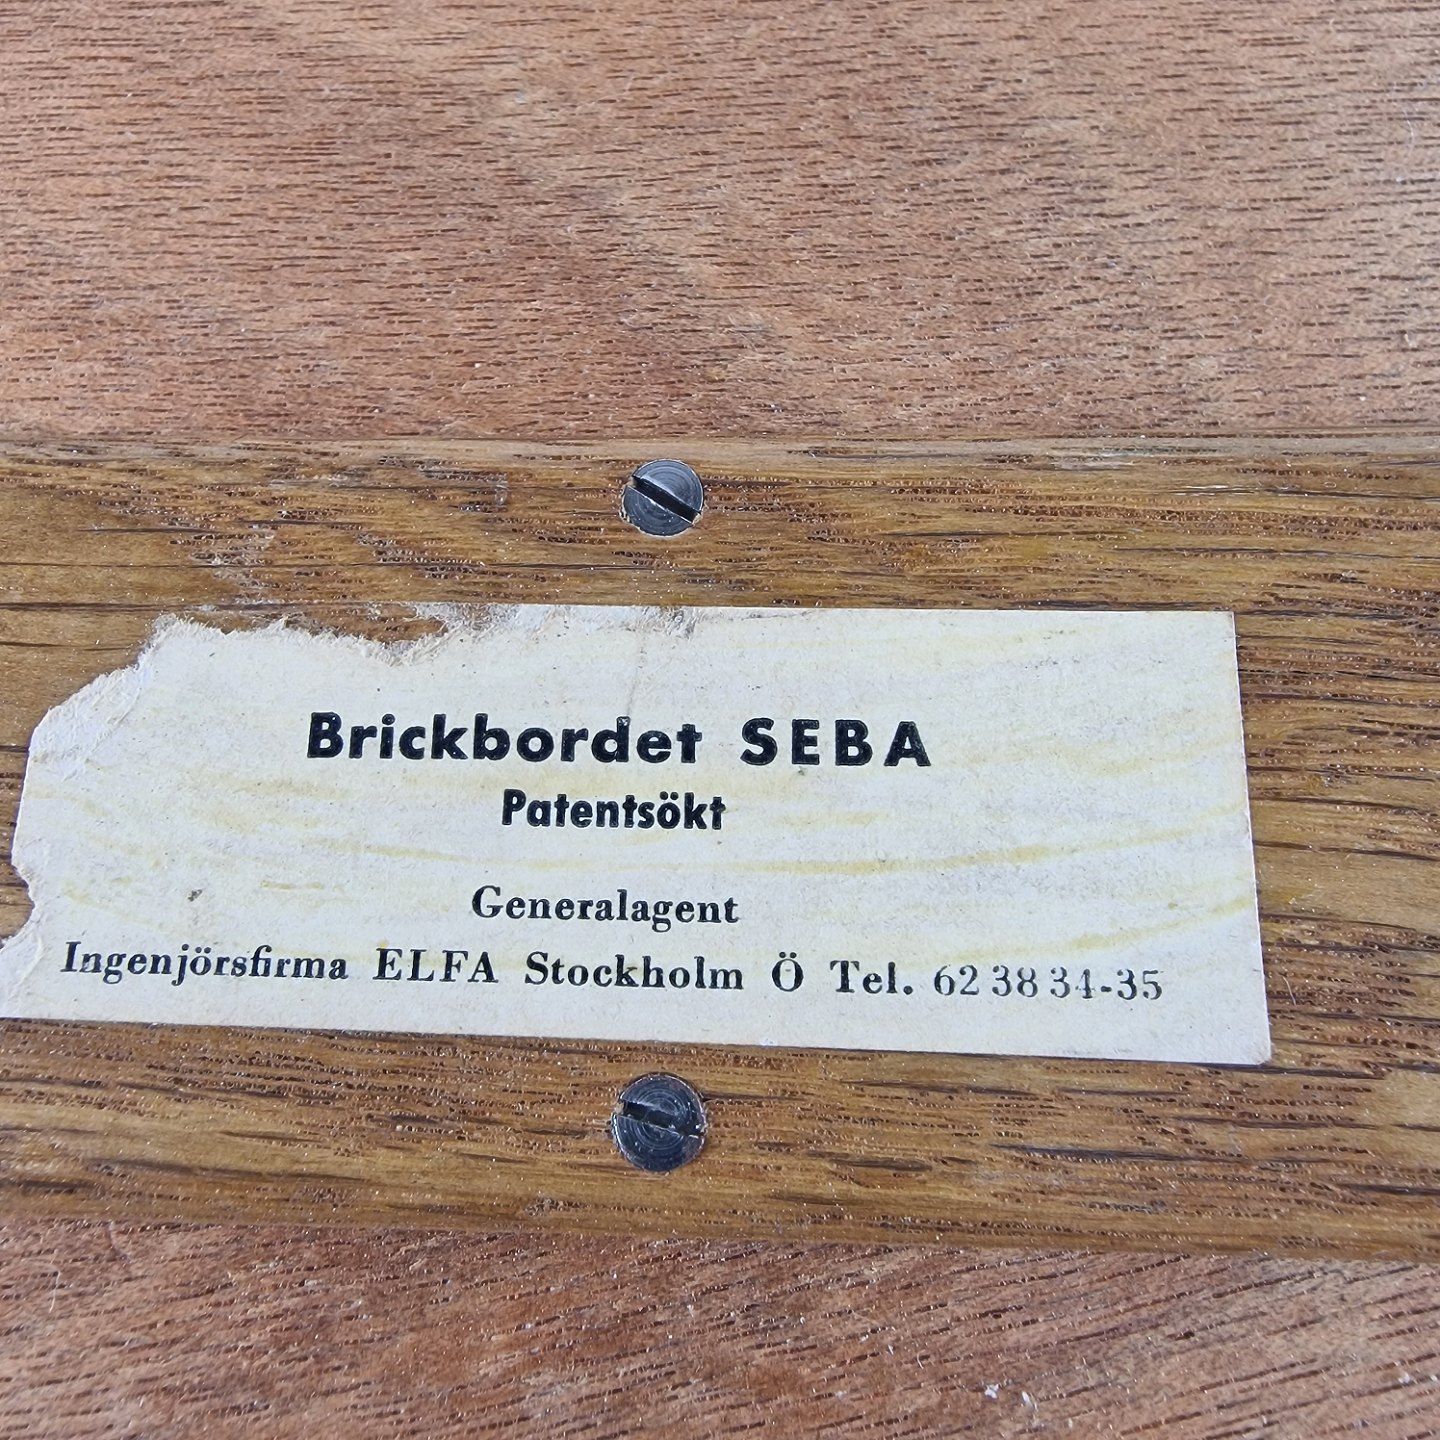 Brickbordet SEBA
Patentsökt
Generalagent
Ingenjörsfirma ELFA Stockholm Ö Tel. 62 38 34-35